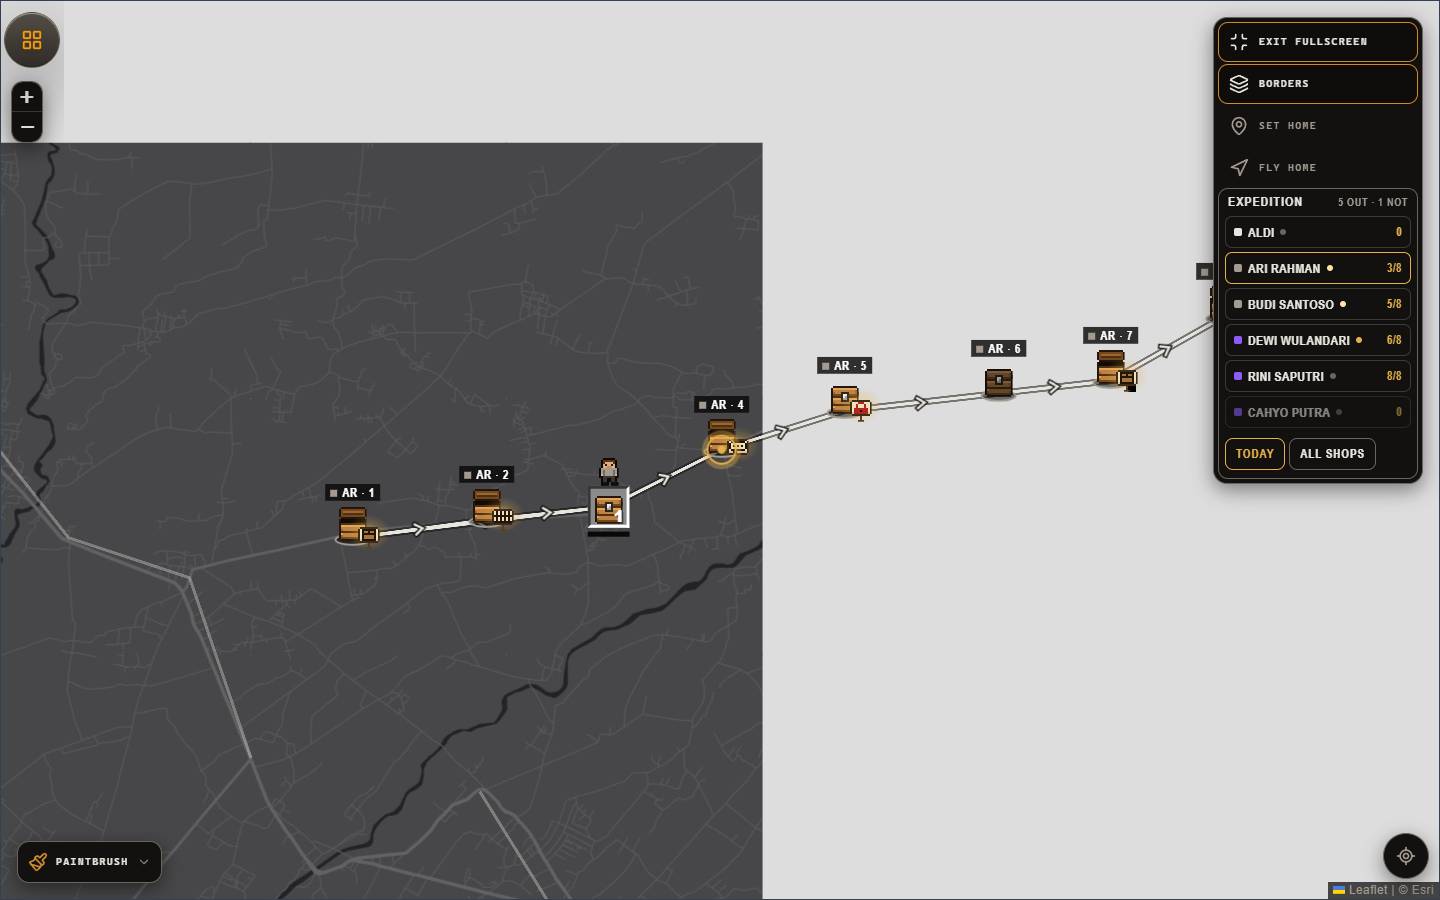 EXIT FULLSCREEN
+
BORDERS
−
SET HOME
FLY HOME
EXPEDITION 5 OUT · 1 NOT
ALDI 0
ARI RAHMAN 3/8
BUDI SANTOSO 5/8
DEWI WULANDARI 6/8
RINI SAPUTRI 8/8
CAHYO PUTRA 0
TODAY ALL SHOPS
AR · 7
AR · 6
AR · 5
AR · 4
AR · 2
AR · 1
1
PAINTBRUSH
Leaflet | © Esri